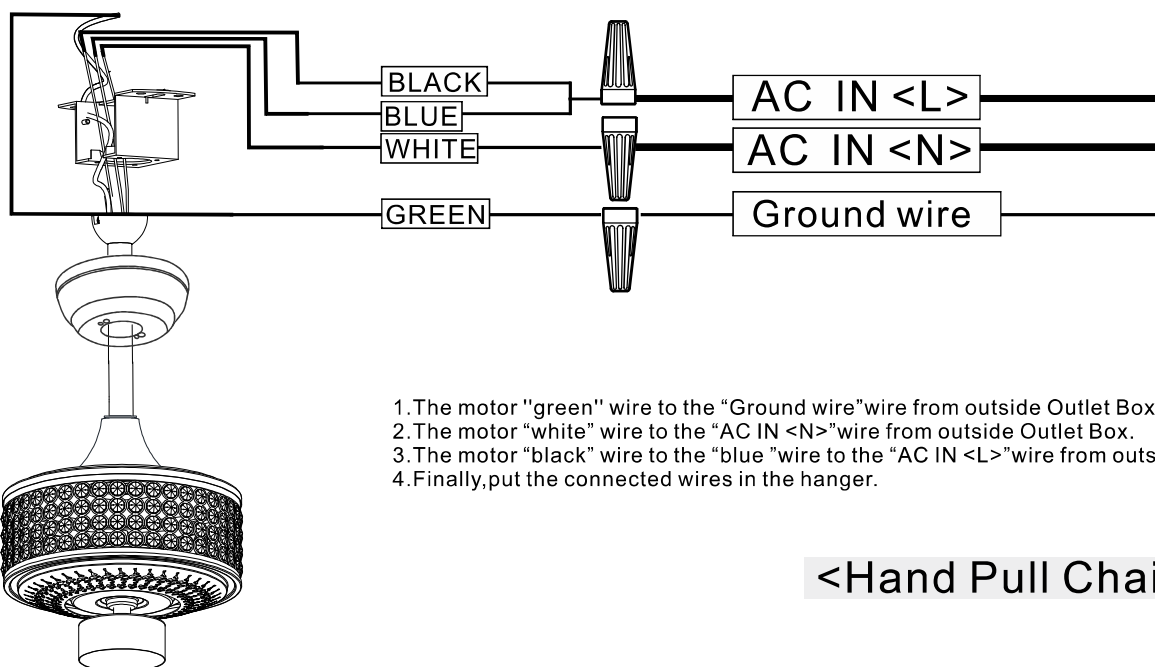 BLACK
AC IN <L>
BLUE
WHITE
AC IN <N>
GREEN
Ground wire
1.The motor ''green'' wire to the “Ground wire”wire from outside Outlet Box
2.The motor “white” wire to the “AC IN <N>”wire from outside Outlet Box.
3.The motor “black” wire to the “blue ”wire to the “AC IN <L>”wire from outs
4.Finally,put the connected wires in the hanger.
<Hand Pull Chai